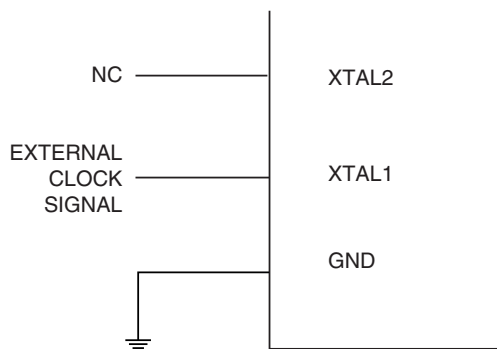 NC
XTAL2
EXTERNAL
CLOCK
SIGNAL
XTAL1
GND